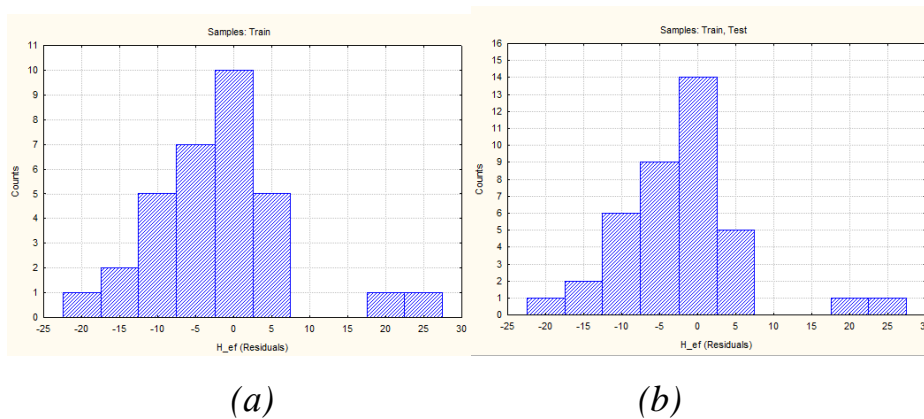 Samples: Train
11
10
9
8
7
6
5
4
3
2
1
0
Counts
-25 -20 -15 -10 -5 0 5 10 15 20 25 30
H_ef (Residuals)
(a)
Samples: Train, Test
16
15
14
13
12
11
10
9
8
7
6
5
4
3
2
1
0
Counts
-25 -20 -15 -10 -5 0 5 10 15 20 25
H_ef (Residuals)
(b)